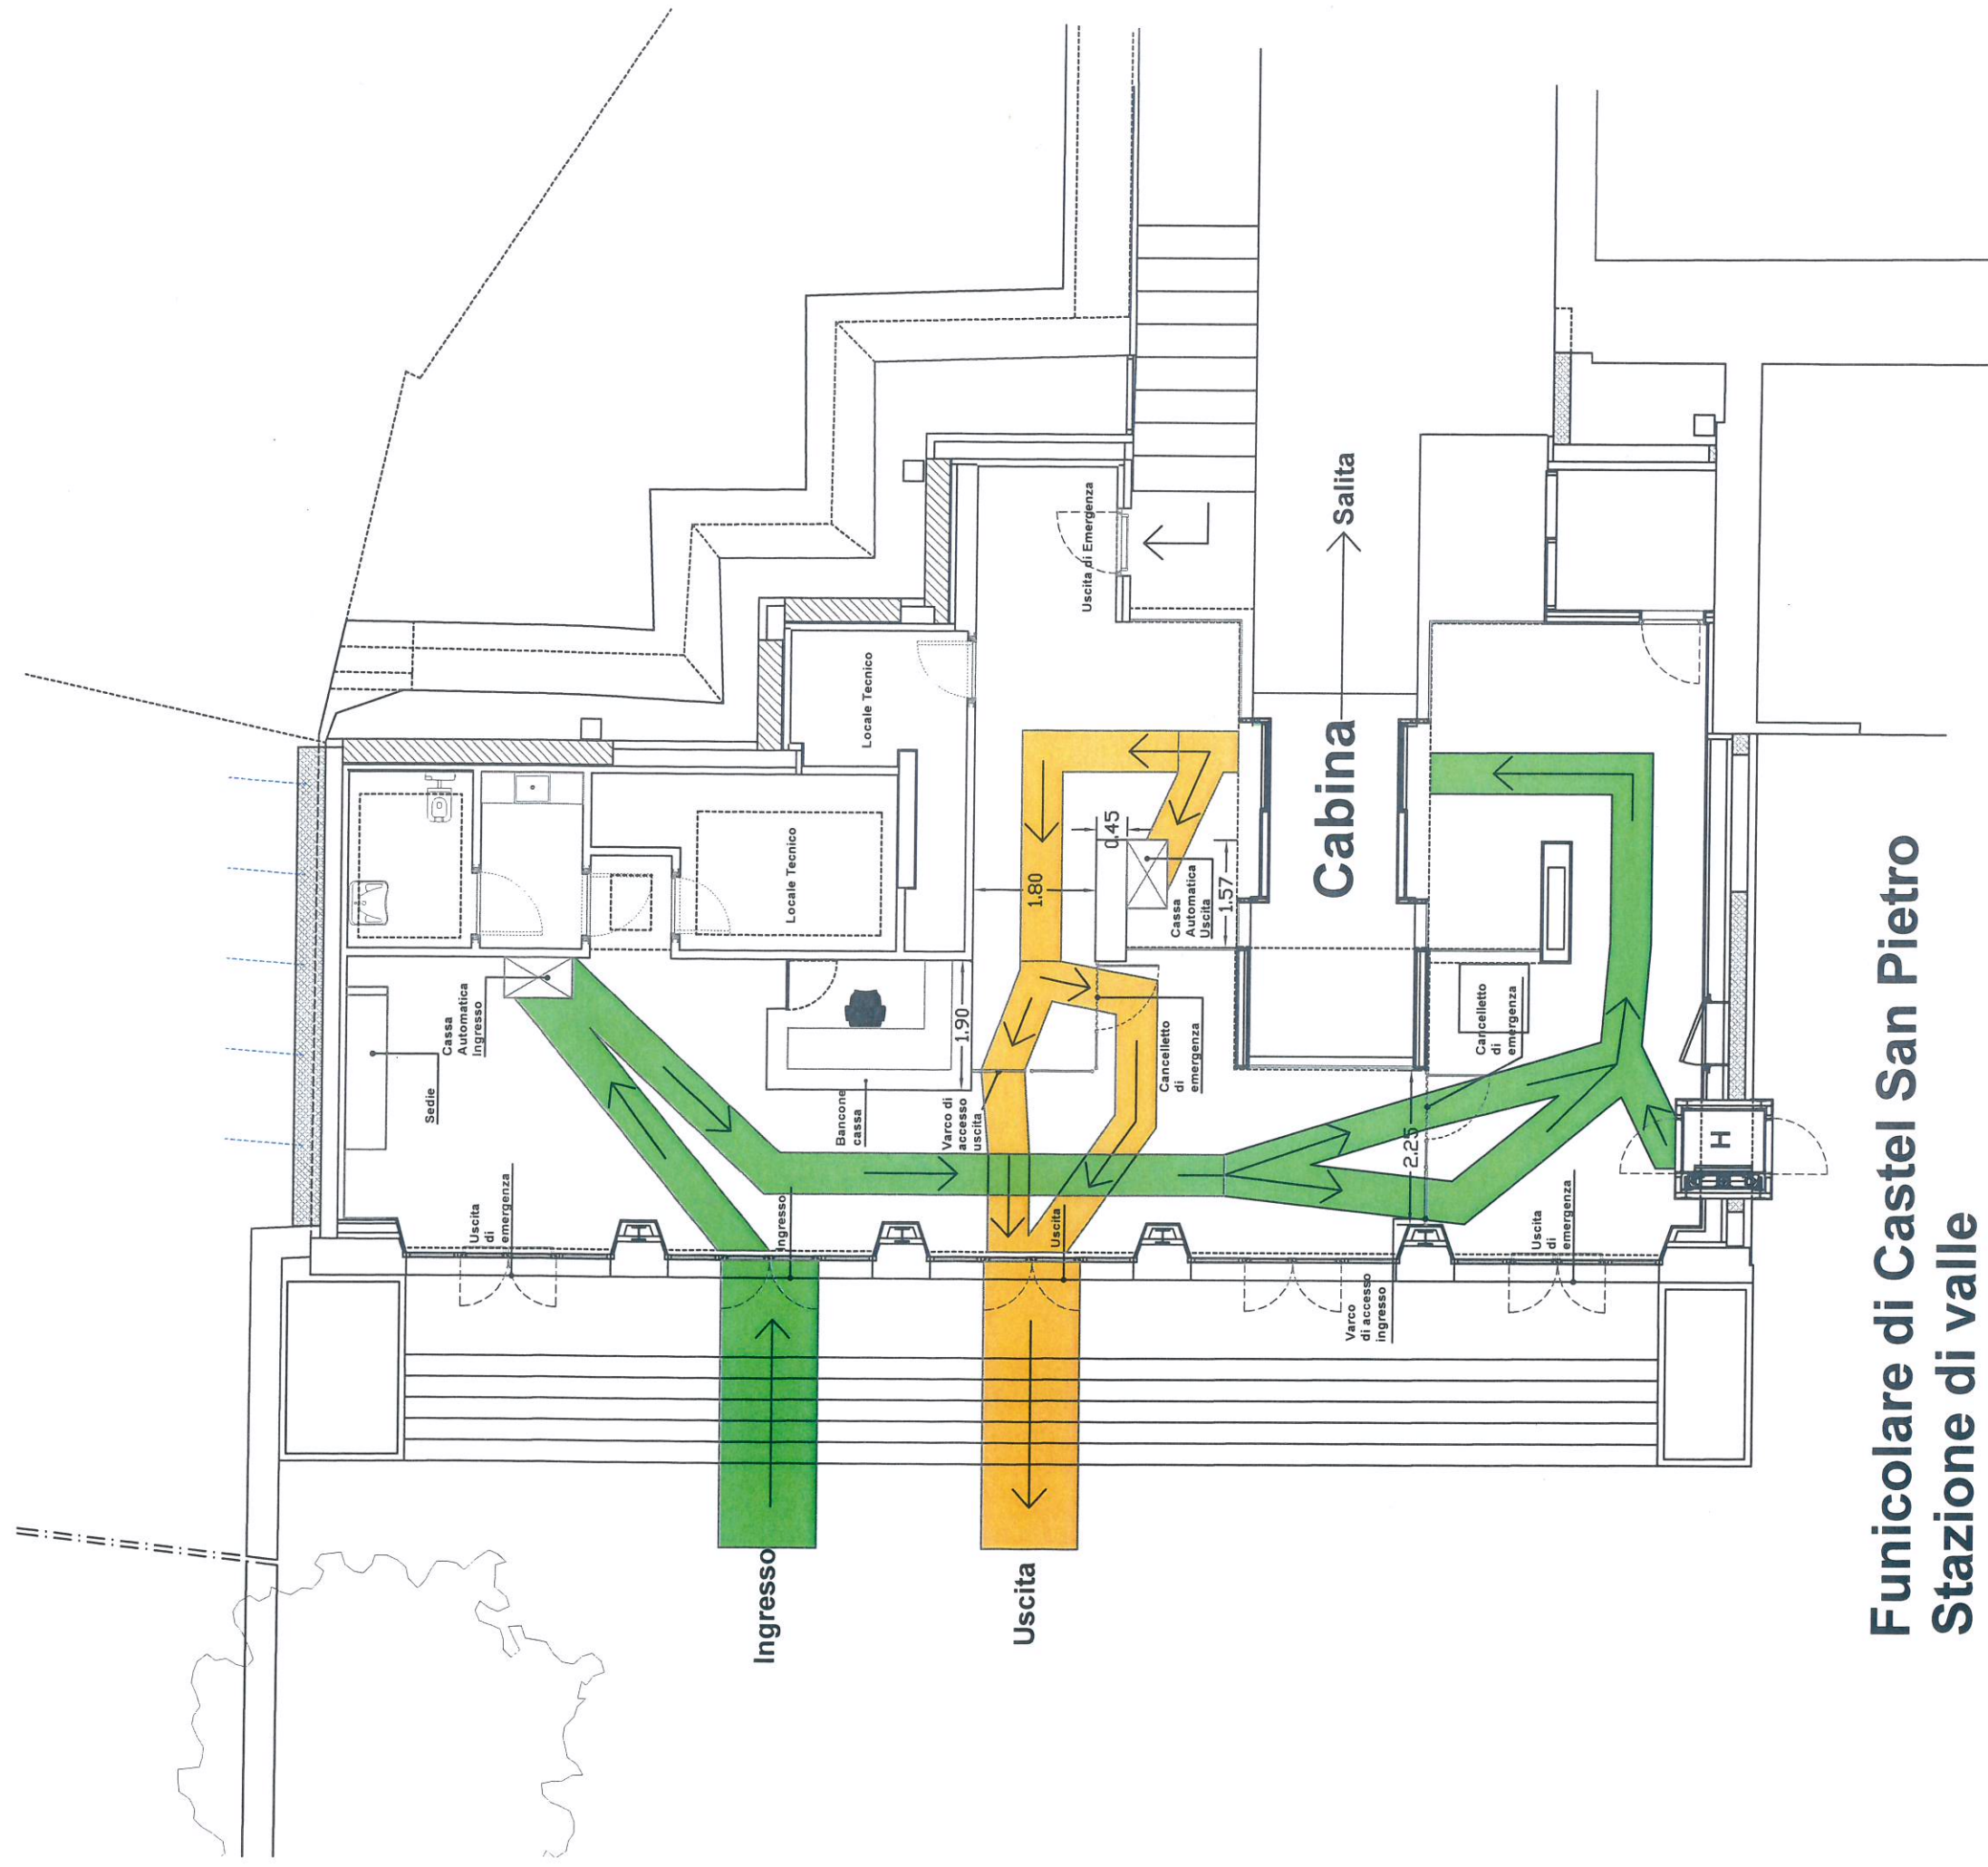 Funicolare di Castel San Pietro
Stazione di valle
Ingresso
Uscita
Cabina
Salita
Sedie
Cassa
Automatica
Ingresso
Uscita
di
emergenza
Ingresso
Bancone
cassa
Varco di
accesso
uscita
1.90
Locale Tecnico
Locale Tecnico
Uscita di Emergenza
1.80
0.45
1.57
Cassa
Automatica
Uscita
Cancelletto
di
emergenza
Uscita
2.25
Varco
di accesso
ingresso
Cancelletto
di
emergenza
Uscita
di
emergenza
H